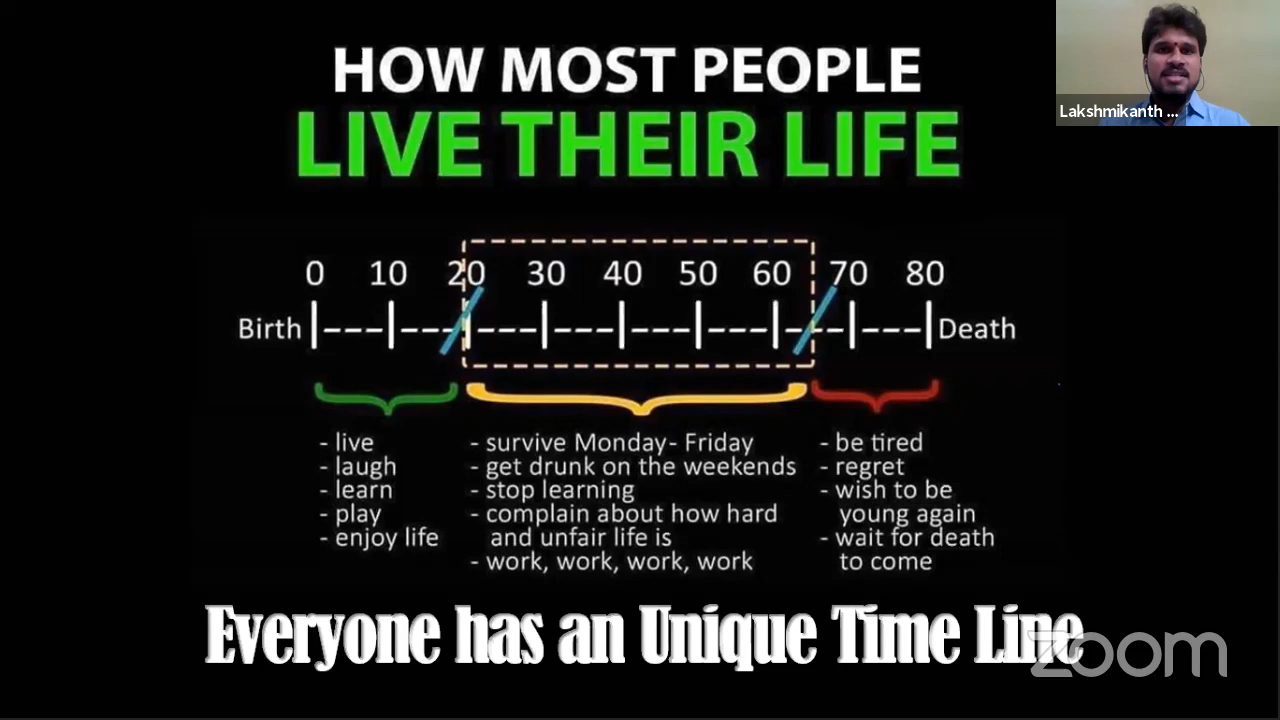 HOW MOST PEOPLE
LIVE THEIR LIFE
Lakshmikanth ...
0 10 20 30 40 50 60 70 80
Birth Death
- live
- laugh
- learn
- play
- enjoy life
- survive Monday- Friday
- get drunk on the weekends
- stop learning
- complain about how hard
and unfair life is
- work, work, work, work
- be tired
- regret
- wish to be
young again
- wait for death
to come
Everyone has an Unique Time Line
zoom